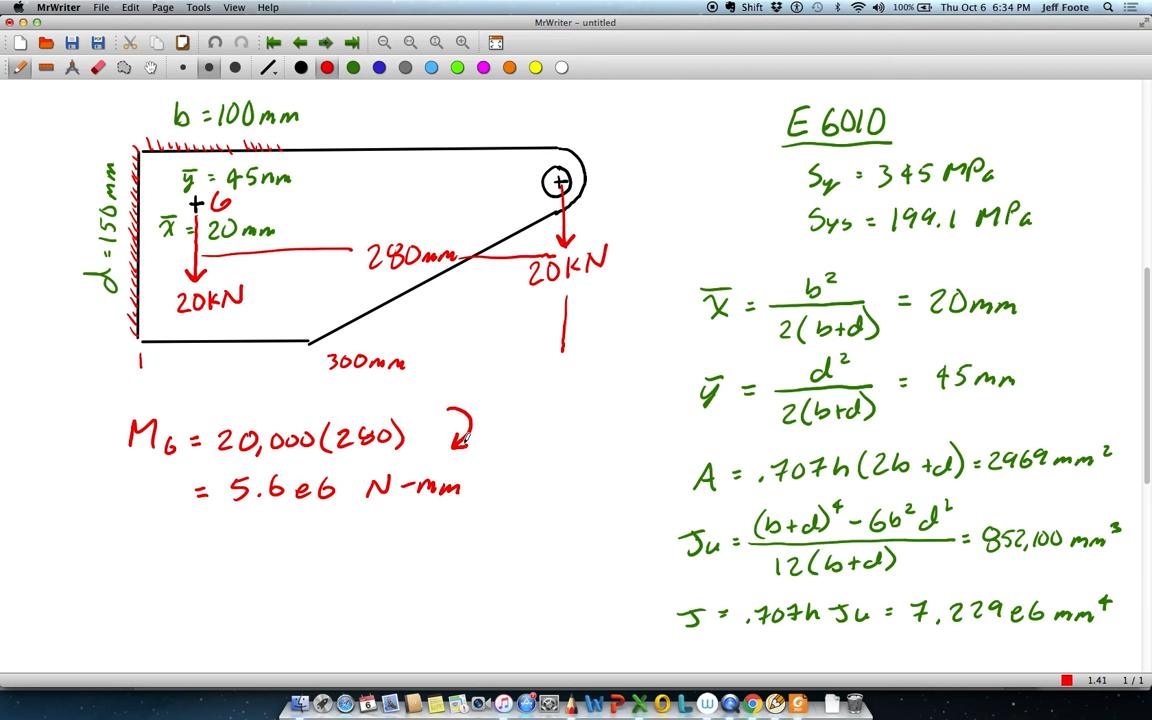 MrWriter File Edit Page Tools View Help
Shift 100% Thu Oct 6 6:34 PM Jeff Foote
MrWriter - untitled
b = 100mm
d = 150mm
ȳ = 45mm
+ G
x̄ = 20mm
280mm
20KN
20KN
1
300mm
M_G = 20,000(280)
= 5.6e6 N-mm
E 6010
Sy = 345 MPa
Sys = 199.1 MPa
x̄ = b² / 2(b+d) = 20mm
ȳ = d² / 2(b+d) = 45mm
A = .707h(2b+d) = 2969mm²
Ju = (b+d)⁴ - 6b²d² / 12(b+d) = 852,100 mm³
J = .707h Ju = 7.229e6 mm⁴
1.41 1 / 1